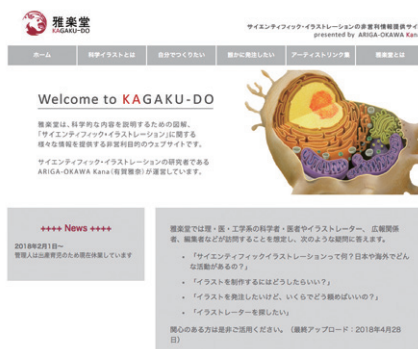 雅楽堂
KAGAKU-DO
サイエンティフィック・イラストレーションの非営利情報提供サイ
presented by ARIGA-OKAWA Kan
ホーム
科学イラストとは
自分でつくりたい
誰かに発注したい
アーティストリンク集
雅楽堂とは
Welcome to KAGAKU-DO
雅楽堂は、科学的な内容を説明するための図解、
「サイエンティフィック・イラストレーション」に関する
様々な情報を提供する非営利目的のウェブサイトです。
サイエンティフィック・イラストレーションの研究者である
ARIGA-OKAWA Kana(有賀雅奈)が運営しています。
++++ News ++++
2018年2月1日～
管理人は出産育児のため現在休業しています
雅楽堂では理・医・工学系の科学者・医者やイラストレーター、 広報関係
者、編集者などが訪問することを想定し、次のような疑問に答えます。
• 「サイエンティフィックイラストレーションって何？日本や海外でどん
な活動があるの？」
• 「イラストを制作するにはどうしたらいい？」
• 「イラストを発注したいけど、いくらでどう頼めばいいの？」
• 「イラストレーターを探したい」
関心のある方は是非ご活用ください。（最終アップロード：2018年4月28
日）